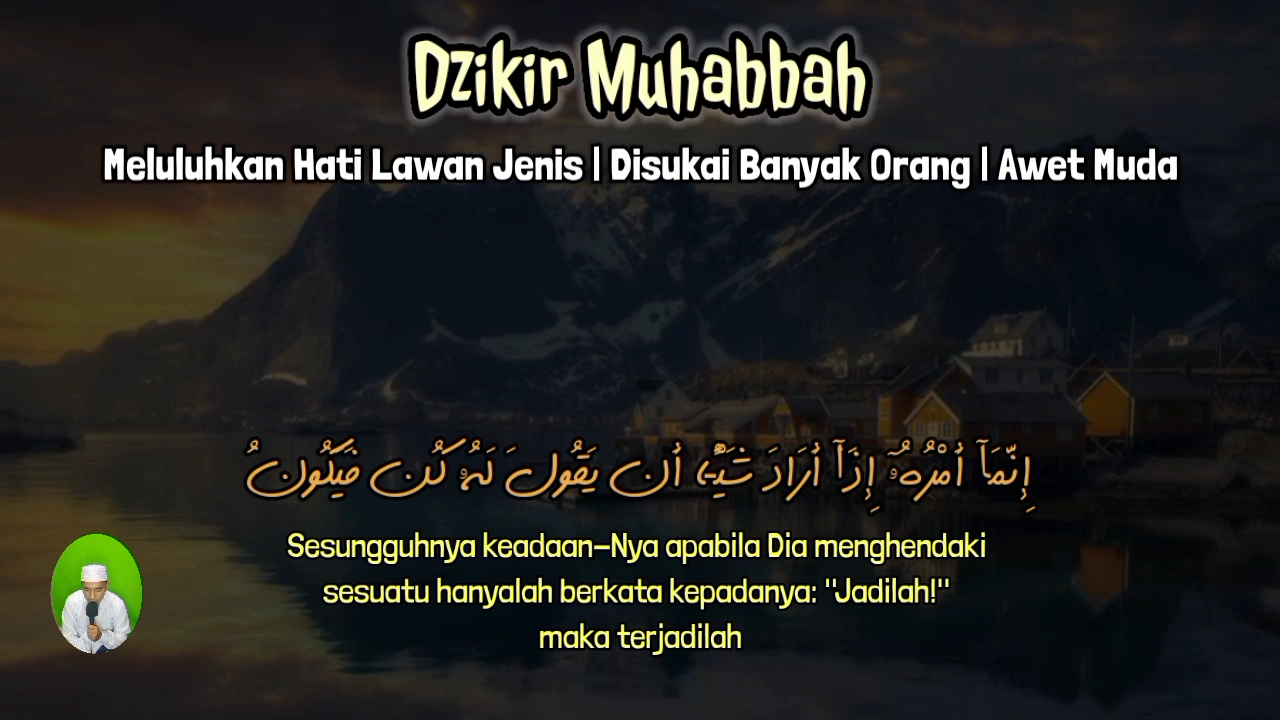 Dzikir Muhabbah
Meluluhkan Hati Lawan Jenis | Disukai Banyak Orang | Awet Muda
إِنَّمَآ أَمْرُهُۥٓ إِذَآ أَرَادَ شَيْـًٔا أَن يَقُولَ لَهُۥ كُن فَيَكُونُ
Sesungguhnya keadaan-Nya apabila Dia menghendaki
sesuatu hanyalah berkata kepadanya: "Jadilah!"
maka terjadilah